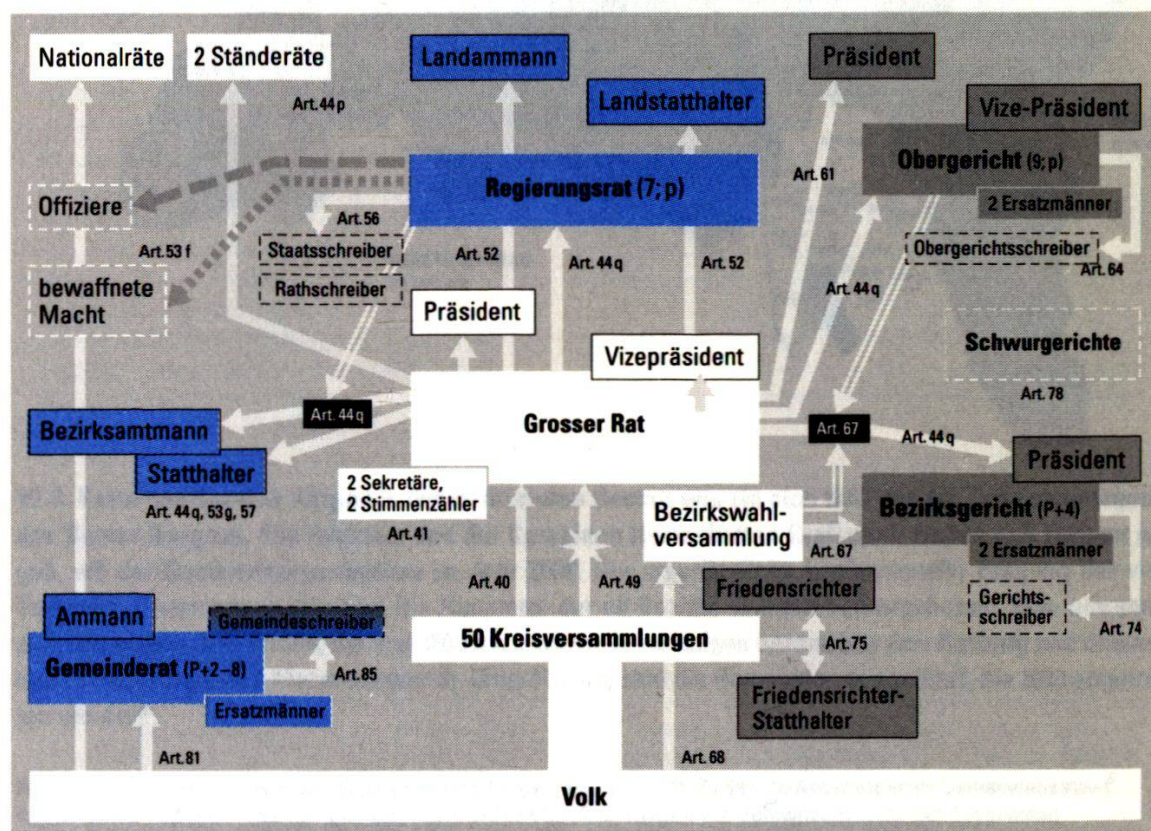 Nationalräte
2 Ständeräte
Landammann
Präsident
Art. 44 p
Landstatthalter
Vize-Präsident
Obergericht (9; p)
Art. 61
Regierungsrat (7; p)
2 Ersatzmänner
Offiziere
Art. 56
Art. 53 f
Staatsschreiber
Art. 52
Art. 44 q
Art. 52
Obergerichtsschreiber
Art. 64
bewaffnete
Macht
Rathschreiber
Art. 44 q
Präsident
Vizepräsident
Schwurgerichte
Art. 78
Art. 44 q
Grosser Rat
Art. 67
Art. 44 q
Bezirksamtmann
Statthalter
Präsident
Art. 44 q, 53 g, 57
2 Sekretäre,
2 Stimmenzähler
Art. 41
Bezirkswahl-
versammlung
Bezirksgericht (P+4)
Art. 67
2 Ersatzmänner
Art. 40
Art. 49
Friedensrichter
Gerichts-
schreiber
Art. 74
Ammann
Gemeindeschreiber
50 Kreisversammlungen
Art. 75
Gemeinderat (P+2–8)
Art. 85
Ersatzmänner
Friedensrichter-
Statthalter
Art. 81
Art. 68
Volk